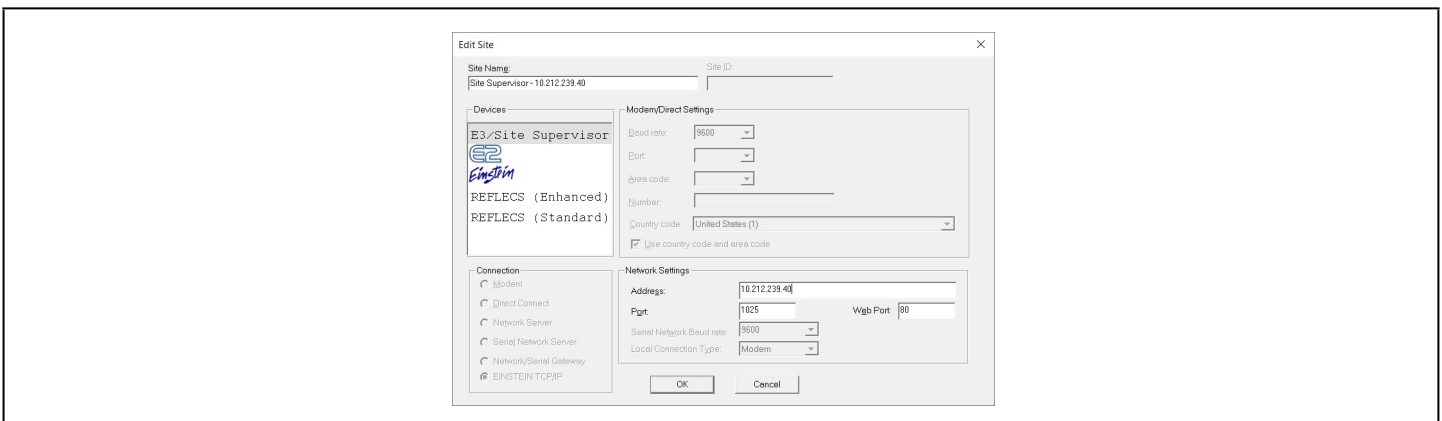 Edit Site
Site Name:
Site ID:
Site Supervisor - 10.212.239.40
Devices
E3/Site Supervisor
E2
Einstein
REFLECS (Enhanced)
REFLECS (Standard)
Modem/Direct Settings
Baud rate: 9600
Port:
Area code:
Number:
Country code: United States (1)
Use country code and area code
Connection
Modem
Direct Connect
Network Server
Serial Network Server
Network/Serial Gateway
EINSTEIN TCP/IP
Network Settings
Address: 10.212.239.40
Port: 1025 Web Port: 80
Serial Network Baud rate: 9600
Local Connection Type: Modem
OK Cancel